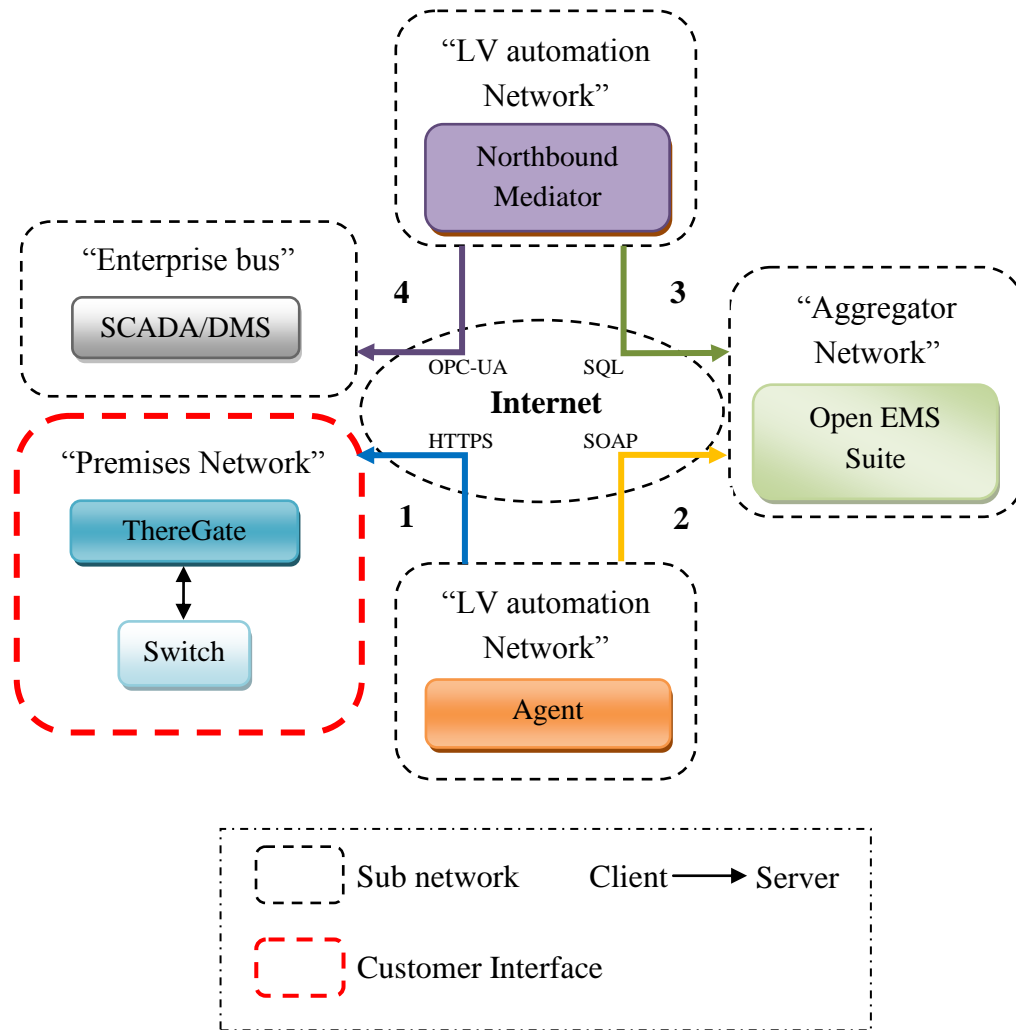 “LV automation
Network”
Northbound
Mediator
“Enterprise bus”
SCADA/DMS
4
3
“Aggregator
Network”
Open EMS
Suite
OPC-UA
SQL
Internet
HTTPS
SOAP
“Premises Network”
ThereGate
Switch
1
2
“LV automation
Network”
Agent
Sub network
Client
Server
Customer Interface